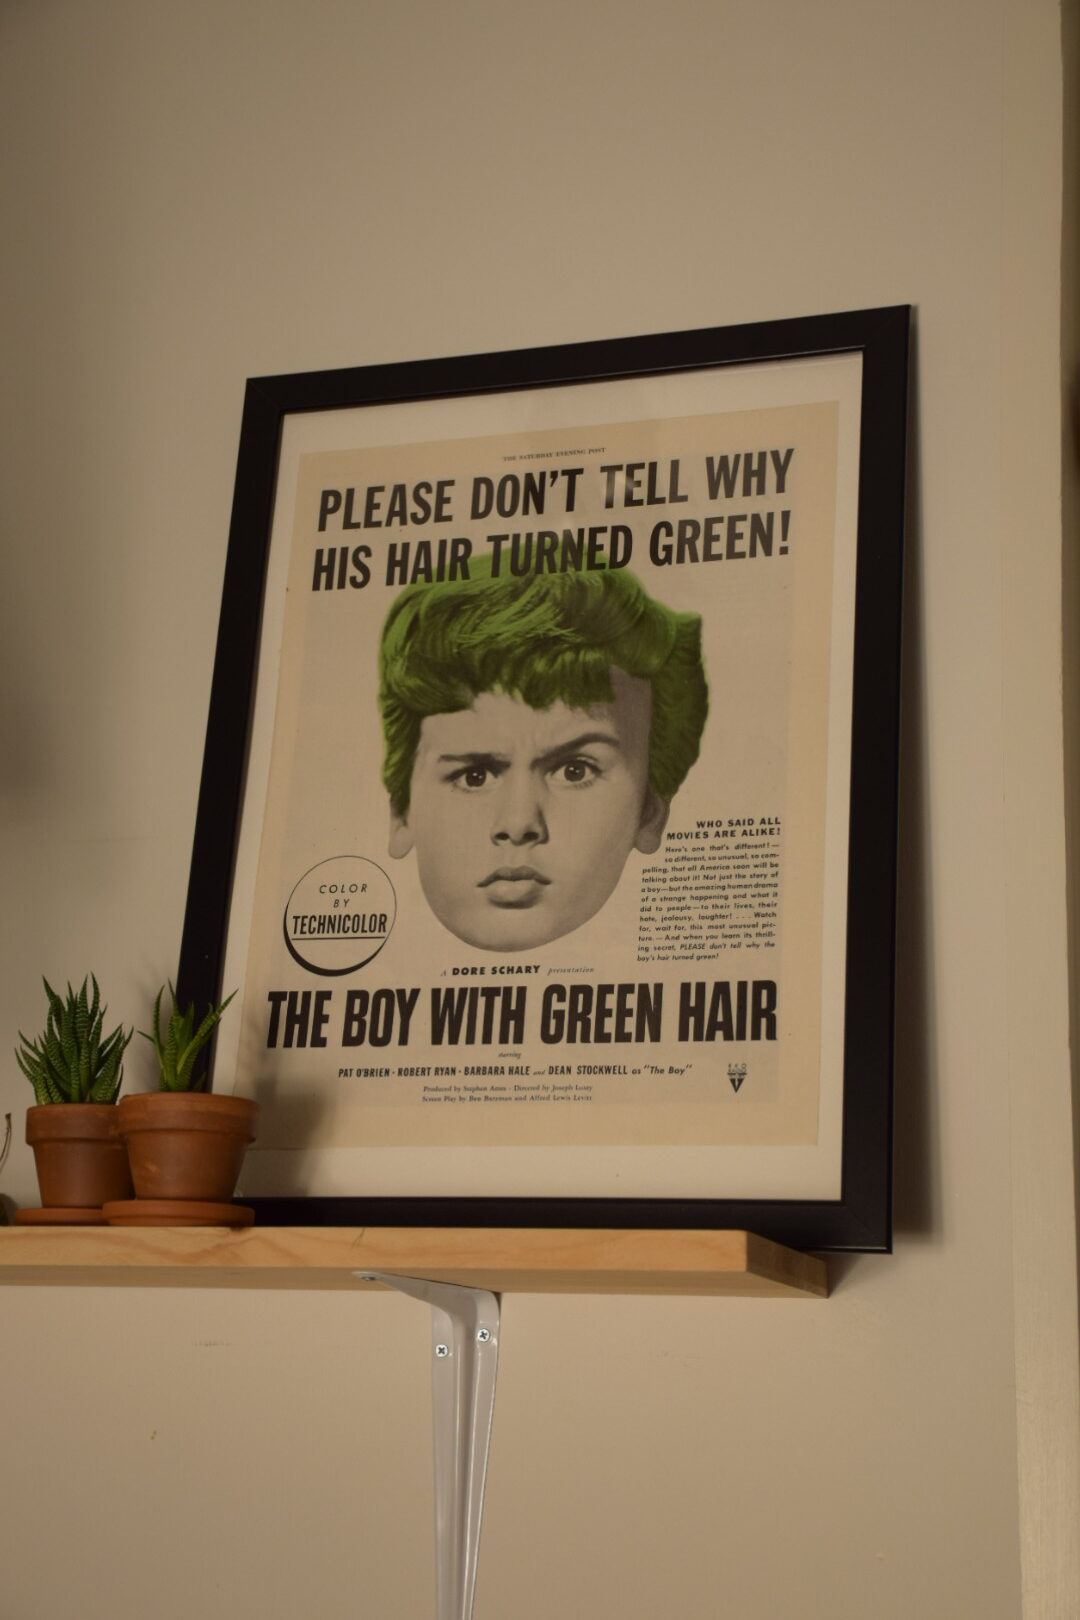 THE SATURDAY EVENING POST
PLEASE DON'T TELL WHY
HIS HAIR TURNED GREEN!
WHO SAID ALL
MOVIES ARE ALIKE!
Here's one that's different!—
so different, so unusual, so com-
pelling, that all America soon will be
talking about it! Not just the story of
a boy—but the amazing human drama
of a strange happening and what it
did to people—to their lives, their
hate, jealousy, laughter! . . . Watch
for, wait for, this most unusual pic-
ture. — And when you learn its thrill-
ing secret, PLEASE don't tell why the
boy's hair turned green!
COLOR
BY
TECHNICOLOR
A DORE SCHARY presentation
THE BOY WITH GREEN HAIR
starring
PAT O'BRIEN · ROBERT RYAN · BARBARA HALE and DEAN STOCKWELL as "The Boy"
Produced by Stephen Ames · Directed by Joseph Losey
Screen Play by Ben Barzman and Alfred Lewis Levitt
RKO